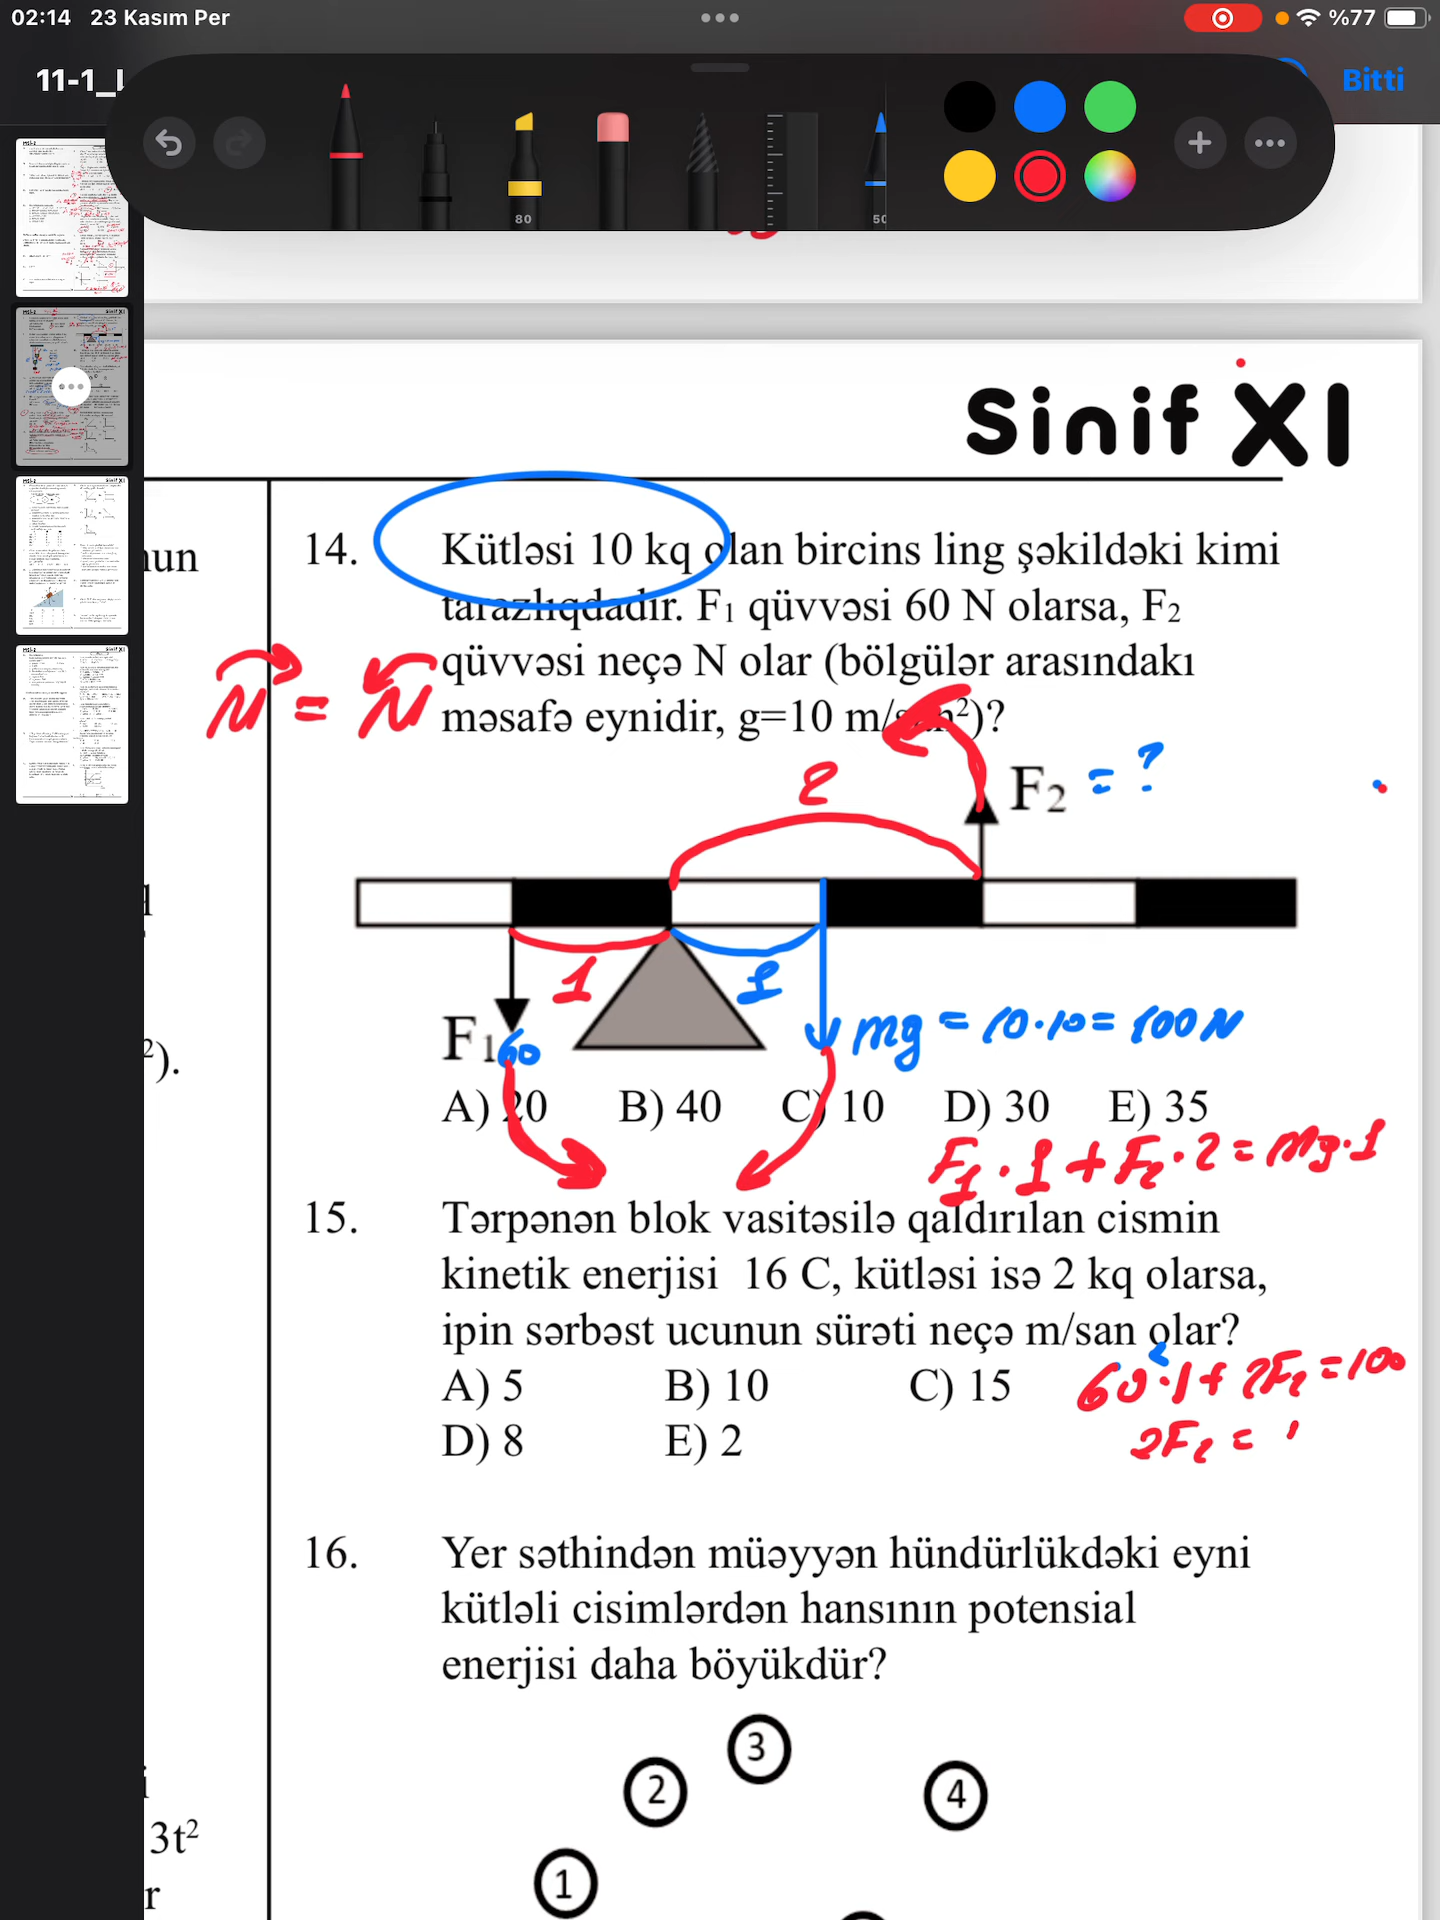 02:14 23 Kasım Per
%77
11-1_
Bitti
80
50
Sinif XI
nun
²).
3t²
r
14. Kütləsi 10 kq olan bircins ling şəkildəki kimi
tarazlıqdadır. F₁ qüvvəsi 60 N olarsa, F₂
qüvvəsi neçə N olar (bölgülər arasındakı
məsafə eynidir, g=10 m/san²)?
M = M
2
F₂ = ?
1
1
F₁ 60
mg = 10·10 = 100N
A) 20 B) 40 C) 10 D) 30 E) 35
F₁·1 + F₂·2 = mg·1
15. Tərpənən blok vasitəsilə qaldırılan cismin
kinetik enerjisi 16 C, kütləsi isə 2 kq olarsa,
ipin sərbəst ucunun sürəti neçə m/san olar?
A) 5 B) 10 C) 15
60·1 + 2F₂ = 100
D) 8 E) 2
2F₂ =
16. Yer səthindən müəyyən hündürlükdəki eyni
kütləli cisimlərdən hansının potensial
enerjisi daha böyükdür?
3
2
4
1